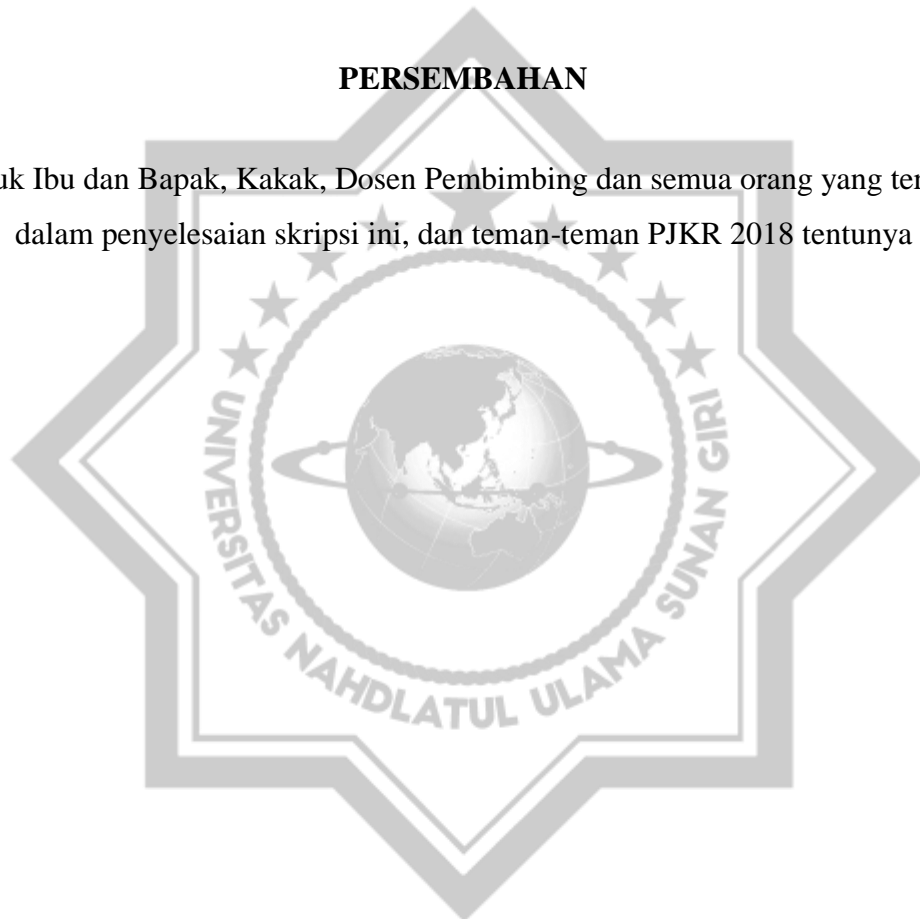 PERSEMBAHAN
uk Ibu dan Bapak, Kakak, Dosen Pembimbing dan semua orang yang ter
dalam penyelesaian skripsi ini, dan teman-teman PJKR 2018 tentunya
UNIVERSITAS NAHDLATUL ULAMA SUNAN GIRI